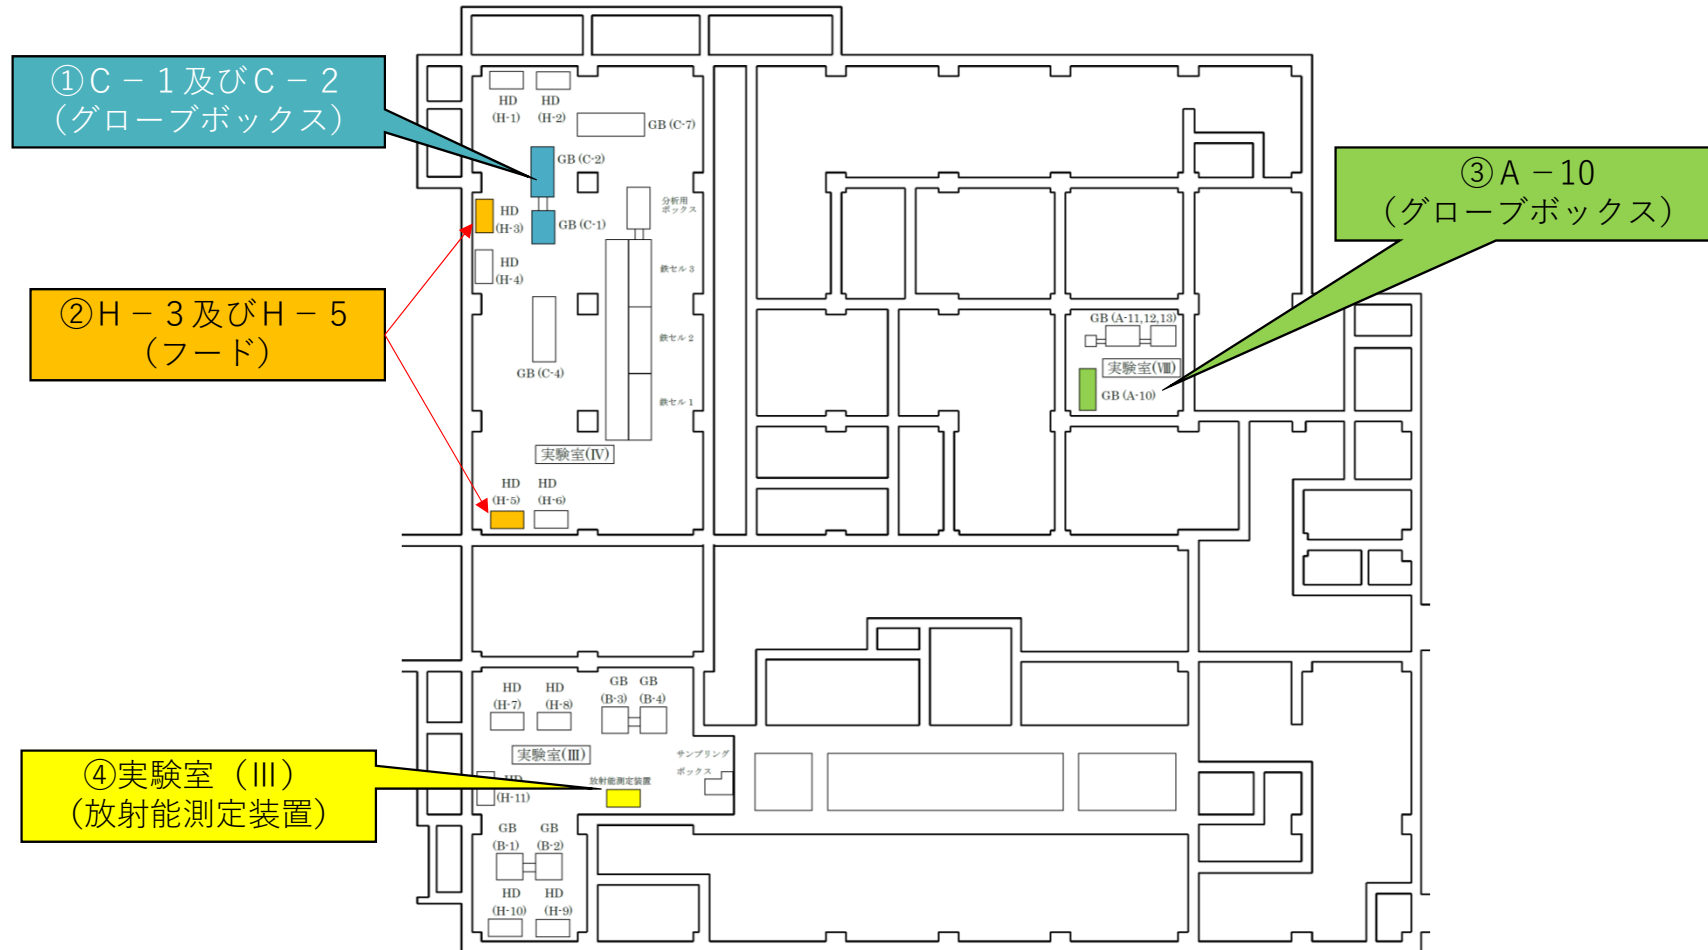 ①C－1及びC－2
（グローブボックス）
HD
(H-1)
HD
(H-2)
GB (C-7)
GB (C-2)
GB (C-1)
HD
(H-3)
HD
(H-4)
分析用
ボックス
鉄セル3
鉄セル2
鉄セル1
GB (C-4)
実験室(Ⅳ)
HD
(H-5)
HD
(H-6)
②H－3及びH－5
（フード）
③A－10
（グローブボックス）
GB (A-11,12,13)
実験室(Ⅷ)
GB (A-10)
HD
(H-7)
HD
(H-8)
GB
(B-3)
GB
(B-4)
実験室(Ⅲ)
サンプリング
ボックス
放射能測定装置
HD
(H-11)
④実験室（Ⅲ）
（放射能測定装置）
GB
(B-1)
GB
(B-2)
HD
(H-10)
HD
(H-9)